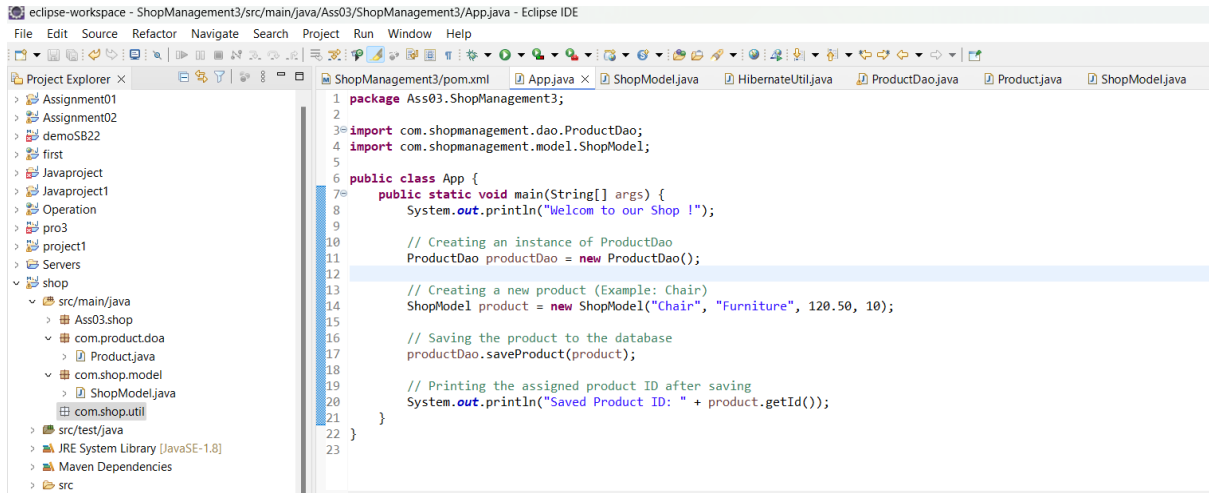 eclipse-workspace - ShopManagement3/src/main/java/Ass03/ShopManagement3/App.java - Eclipse IDE
File Edit Source Refactor Navigate Search Project Run Window Help
Project Explorer
Assignment01
Assignment02
demoSB22
first
Javaproject
Javaproject1
Operation
pro3
project1
Servers
shop
src/main/java
Ass03.shop
com.product.doa
Product.java
com.shop.model
ShopModel.java
com.shop.util
src/test/java
JRE System Library [JavaSE-1.8]
Maven Dependencies
src
ShopManagement3/pom.xml App.java ShopModel.java HibernateUtil.java ProductDao.java Product.java ShopModel.java
1 package Ass03.ShopManagement3;
2
3 import com.shopmanagement.dao.ProductDao;
4 import com.shopmanagement.model.ShopModel;
5
6 public class App {
7 public static void main(String[] args) {
8 System.out.println("Welcom to our Shop !");
9
10 // Creating an instance of ProductDao
11 ProductDao productDao = new ProductDao();
12
13 // Creating a new product (Example: Chair)
14 ShopModel product = new ShopModel("Chair", "Furniture", 120.50, 10);
15
16 // Saving the product to the database
17 productDao.saveProduct(product);
18
19 // Printing the assigned product ID after saving
20 System.out.println("Saved Product ID: " + product.getId());
21 }
22 }
23